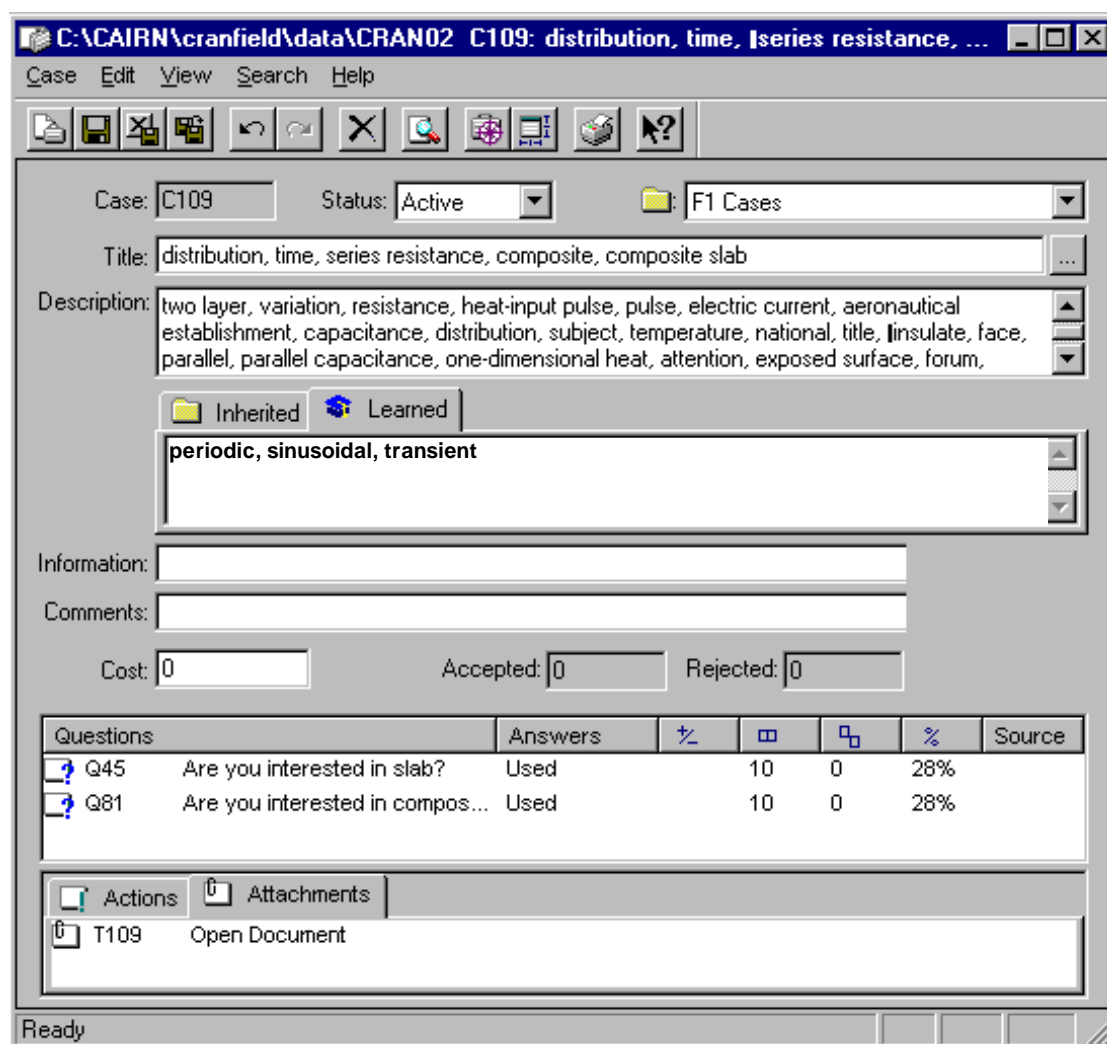 C:\CAIRN\cranfield\data\CRAN02 C109: distribution, time, series resistance, ...
Case Edit View Search Help
Case: C109 Status: Active : F1 Cases
Title: distribution, time, series resistance, composite, composite slab ...
Description: two layer, variation, resistance, heat-input pulse, pulse, electric current, aeronautical
establishment, capacitance, distribution, subject, temperature, national, title, insulate, face,
parallel, parallel capacitance, one-dimensional heat, attention, exposed surface, forum,
Inherited Learned
periodic, sinusoidal, transient
Information:
Comments:
Cost: 0 Accepted: 0 Rejected: 0
Questions Answers +/- % Source
Q45 Are you interested in slab? Used 10 0 28%
Q81 Are you interested in compos... Used 10 0 28%
Actions Attachments
T109 Open Document
Ready